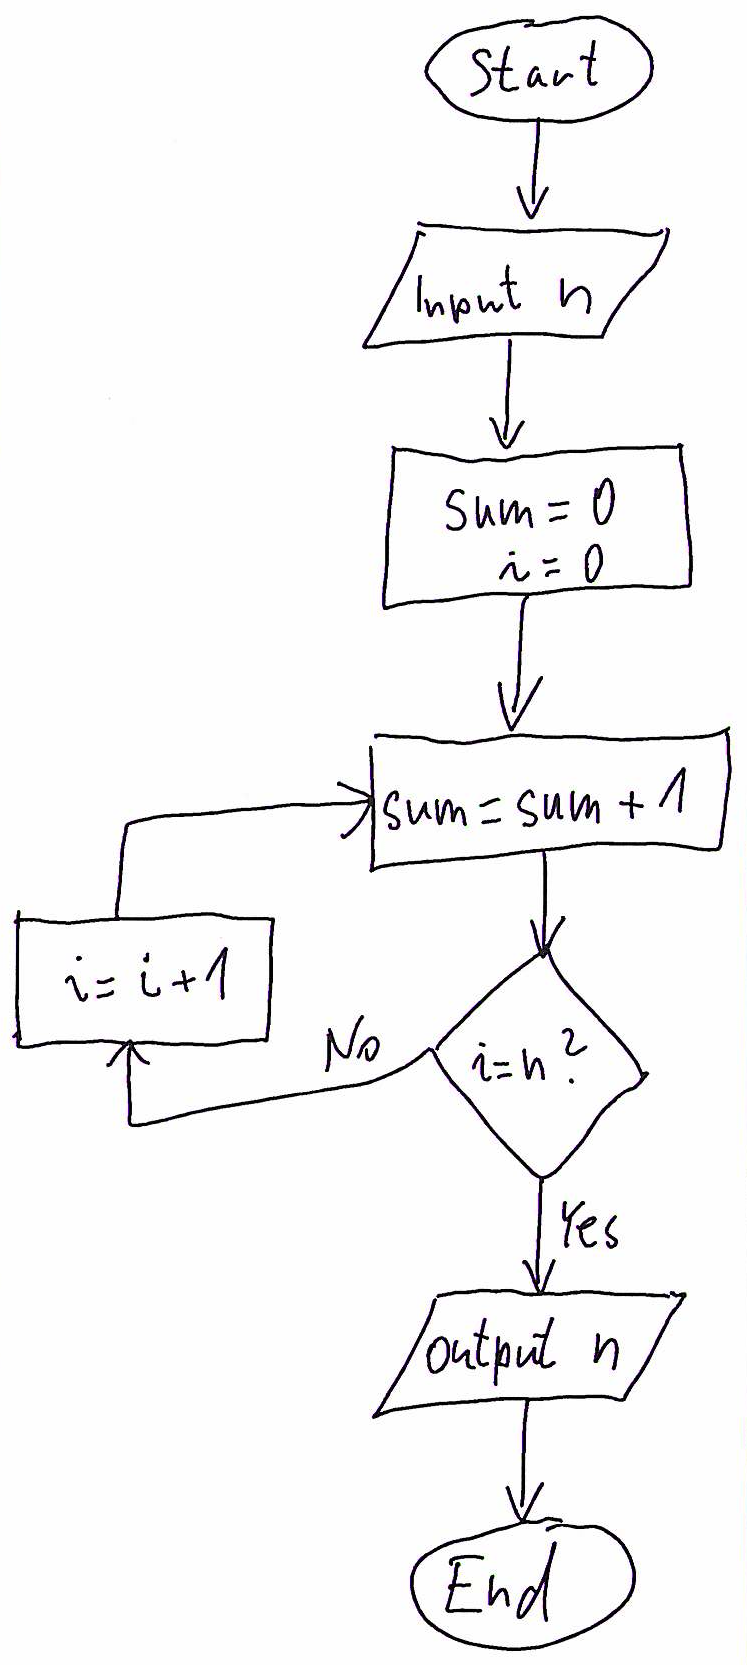 Start
Input n
sum = 0
i = 0
sum = sum + 1
i = i + 1
No
i = n?
Yes
output n
End